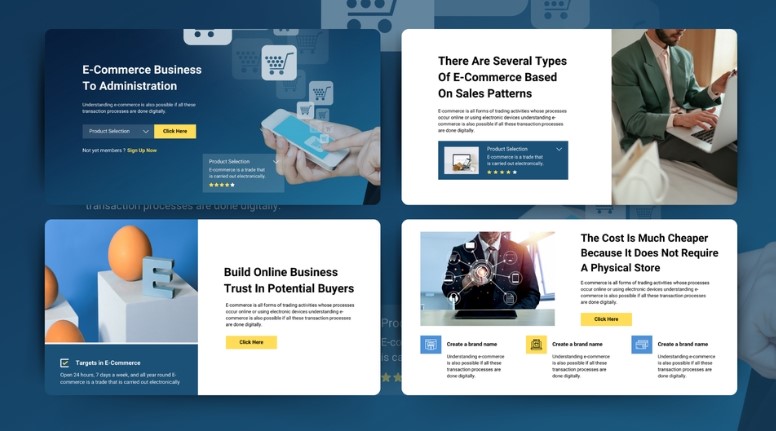 E-Commerce Business
To Administration
Understanding e-commerce is also possible if all these
transaction processes are done digitally.
Product Selection
Click Here
Not yet members ? Sign Up Now
Product Selection
E-commerce is a trade that
is carried out electronically.
There Are Several Types
Of E-Commerce Based
On Sales Patterns
E-commerce is all forms of trading activities whose processes
occur online or using electronic devices understanding e-
commerce is also possible if all these transaction processes
are done digitally.
Product Selection
E-commerce is a trade that
is carried out electronically.
transaction processes are done digitally.
E
Build Online Business
Trust In Potential Buyers
E-commerce is all forms of trading activities whose processes
occur online or using electronic devices understanding e-
commerce is also possible if all these transaction processes
are done digitally.
Click Here
Targets in E-Commerce
Open 24 hours, 7 days a week, and all year round E-
commerce is a trade that is carried out electronically
The Cost Is Much Cheaper
Because It Does Not Require
A Physical Store
E-commerce is all forms of trading activities whose processes
occur online or using electronic devices understanding e-
commerce is also possible if all these transaction processes
are done digitally.
Click Here
Create a brand name
Understanding e-commerce
is also possible if all these
transaction processes are
done digitally.
Create a brand name
Understanding e-commerce
is also possible if all these
transaction processes are
done digitally.
Create a brand name
Understanding e-commerce
is also possible if all these
transaction processes are
done digitally.